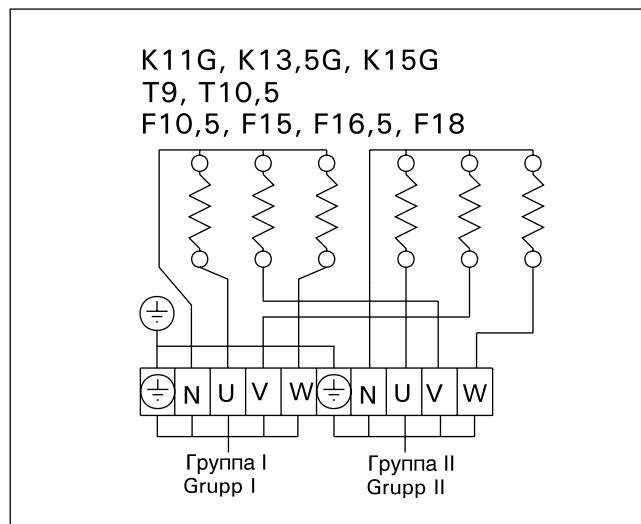 K11G, K13,5G, K15G
T9, T10,5
F10,5, F15, F16,5, F18
N U V W N U V W
Группа I Группа II
Grupp I Grupp II